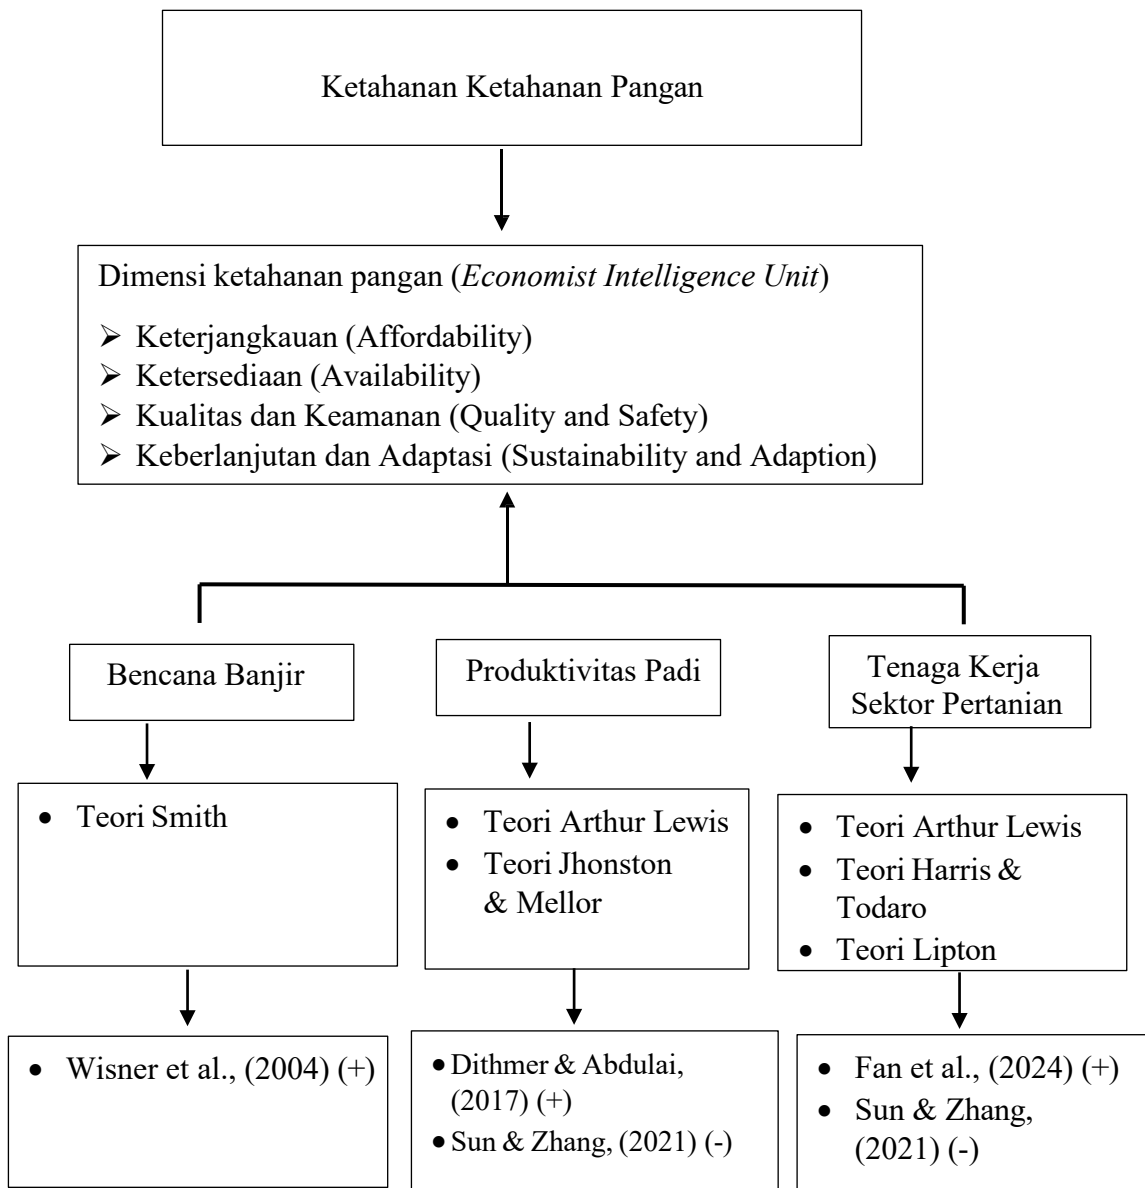 Ketahanan Ketahanan Pangan
Dimensi ketahanan pangan (Economist Intelligence Unit)
➢ Keterjangkauan (Affordability)
➢ Ketersediaan (Availability)
➢ Kualitas dan Keamanan (Quality and Safety)
➢ Keberlanjutan dan Adaptasi (Sustainability and Adaption)
Bencana Banjir
Produktivitas Padi
Tenaga Kerja
Sektor Pertanian
• Teori Smith
• Teori Arthur Lewis
• Teori Jhonston
& Mellor
• Teori Arthur Lewis
• Teori Harris &
Todaro
• Teori Lipton
• Wisner et al., (2004) (+)
• Dithmer & Abdulai,
(2017) (+)
• Sun & Zhang, (2021) (-)
• Fan et al., (2024) (+)
• Sun & Zhang,
(2021) (-)